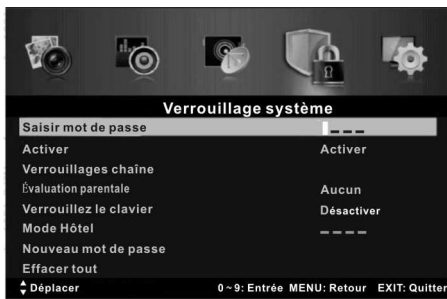 Verrouillage système
Saisir mot de passe _ _ _
Activer Activer
Verrouillages chaîne
Évaluation parentale Aucun
Verrouillez le clavier Désactiver
Mode Hôtel _ _ _ _
Nouveau mot de passe
Effacer tout
Déplacer 0~9: Entrée MENU: Retour EXIT: Quitter